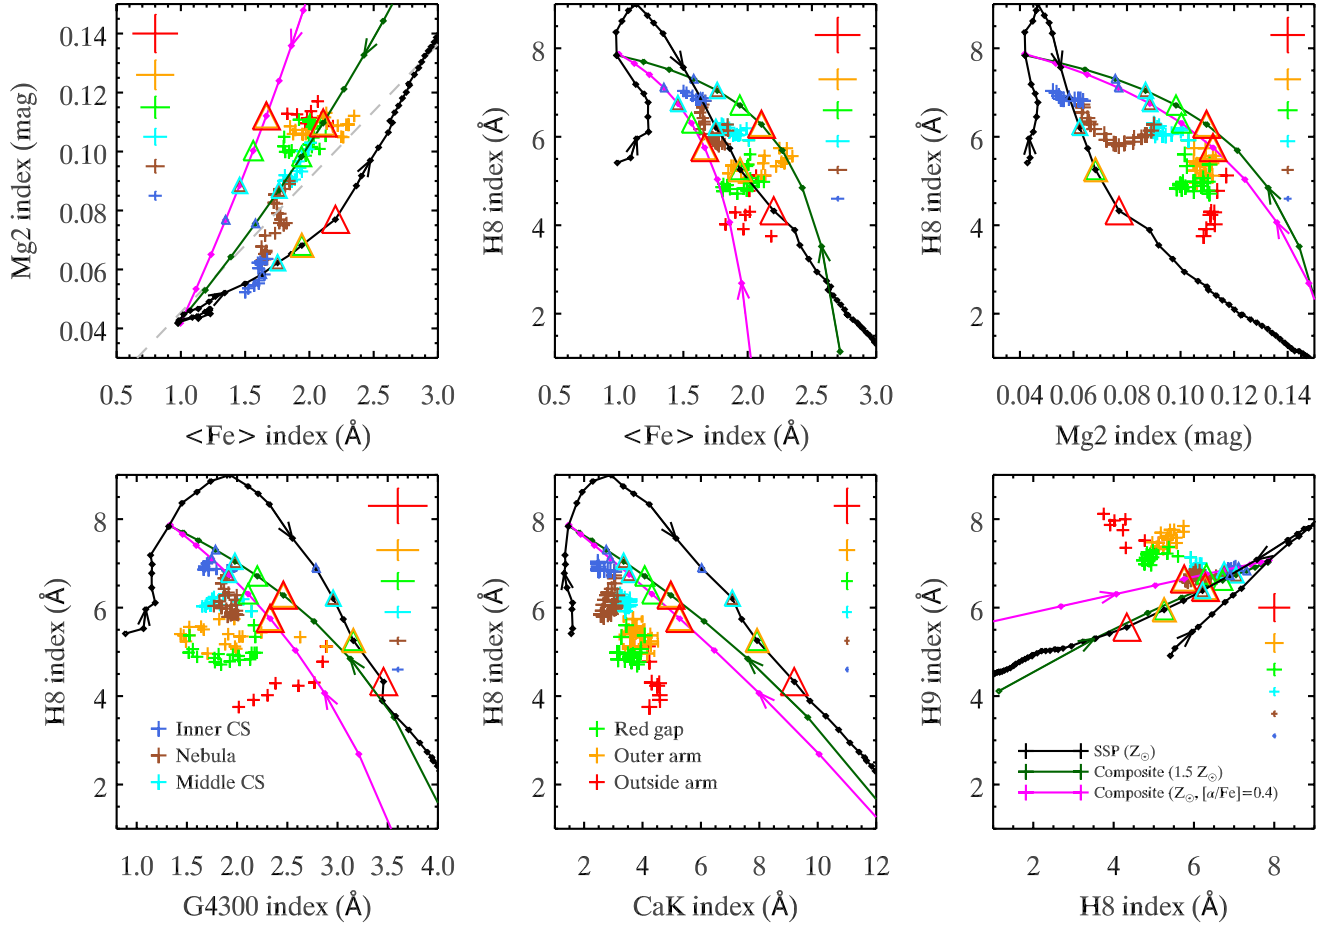 0.14
0.12
0.10
0.08
0.06
0.04
Mg2 index (mag)
0.5 1.0 1.5 2.0 2.5 3.0
<Fe> index (Å)
8
6
4
2
H8 index (Å)
0.5 1.0 1.5 2.0 2.5 3.0
<Fe> index (Å)
8
6
4
2
H8 index (Å)
0.04 0.06 0.08 0.10 0.12 0.14
Mg2 index (mag)
8
6
4
2
H8 index (Å)
Inner CS
Nebula
Middle CS
1.0 1.5 2.0 2.5 3.0 3.5 4.0
G4300 index (Å)
8
6
4
2
H8 index (Å)
Red gap
Outer arm
Outside arm
2 4 6 8 10 12
CaK index (Å)
8
6
4
2
H9 index (Å)
SSP (Z☉)
Composite (1.5 Z☉)
Composite (Z☉, [α/Fe]=0.4)
2 4 6 8
H8 index (Å)